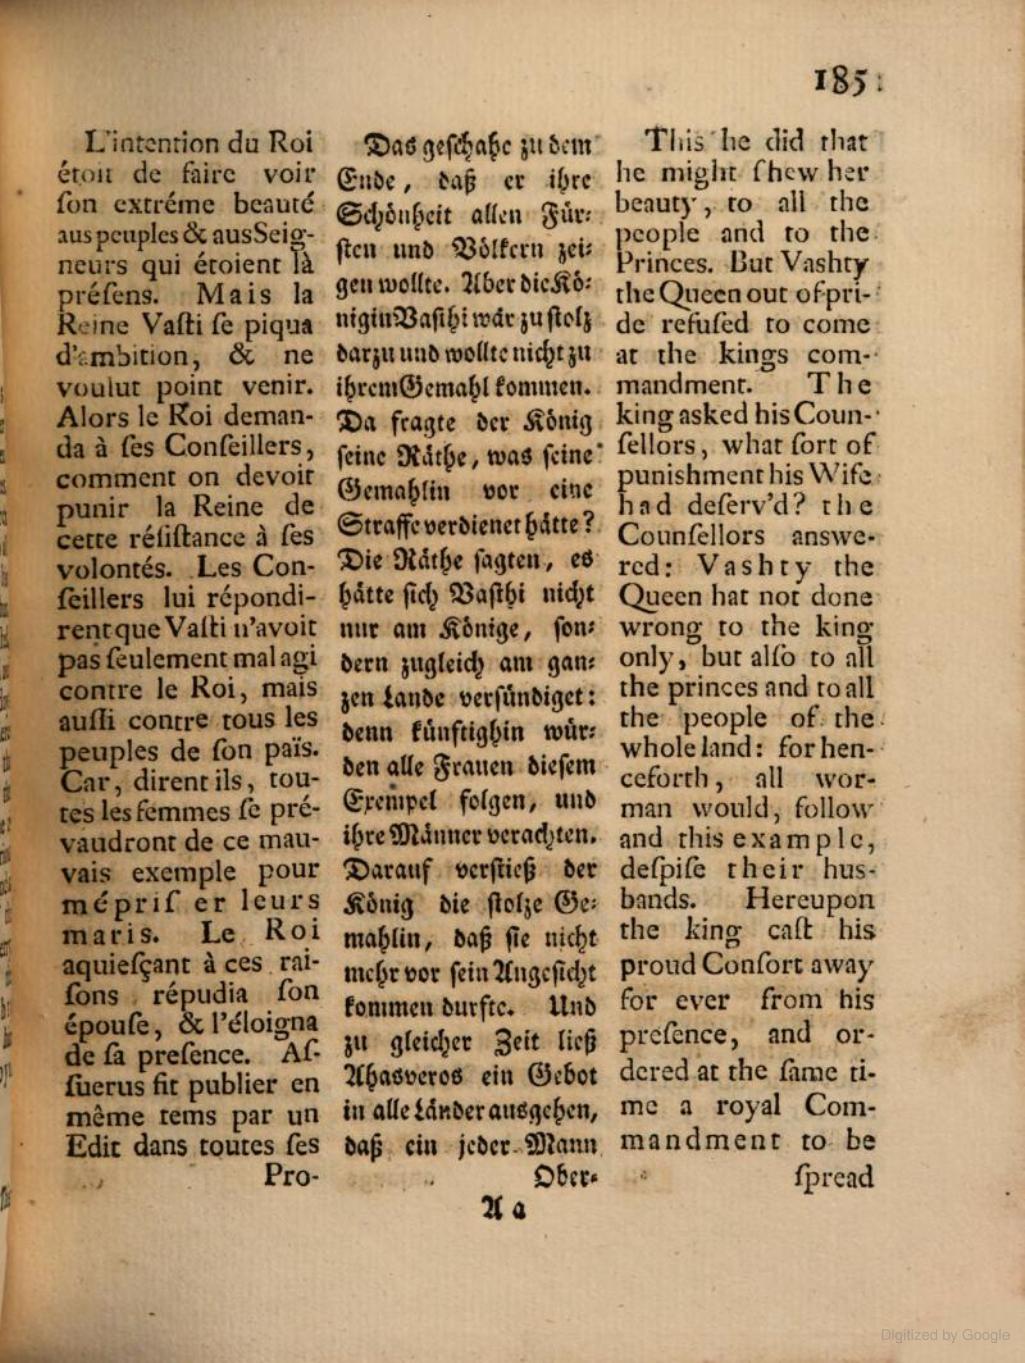 185.
L'intention du Roi
étoit de faire voir
ſon extréme beauté
aus peuples & aus Seig-
neurs qui étoient là
préſens. Mais la
Reine Vaſti ſe piqua
d'ambition, & ne
voulut point venir.
Alors le Roi deman-
da à ſes Conſeillers,
comment on devoit
punir la Reine de
cette réſiſtance à ſes
volontés. Les Con-
ſeillers lui répondi-
rent que Vaſti n'avoit
pas ſeulement mal agi
contre le Roi, mais
auſſi contre tous les
peuples de ſon païs.
Car, dirent ils, tou-
tes les femmes ſe pré-
vaudront de ce mau-
vais exemple pour
mépriſ er leurs
maris. Le Roi
aquieſçant à ces rai-
ſons répudia ſon
épouſe, & l'éloigna
de ſa preſence. Aſ-
ſuerus fit publier en
même tems par un
Edit dans toutes ſes
Pro-
Das geſchahe zu dem
Ende, daß er ihre
Schönheit allen Für-
ſten und Völkern zei-
gen wollte. Aber die Kö-
nigin Vaſthi war zu ſtolz
darzu und wollte nicht zu
ihrem Gemahl kommen.
Da fragte der König
ſeine Räthe, was ſeine
Gemahlin vor eine
Straffe verdienet hätte?
Die Räthe ſagten, es
hätte ſich Vaſthi nicht
nur am Könige, ſon-
dern zugleich am gan-
zen Lande verſündiget:
denn künftighin wür-
den alle Frauen dieſem
Exempel folgen, und
ihre Männer verachten.
Darauf verſtieß der
König die ſtolze Ge-
mahlin, daß ſie nicht
mehr vor ſein Angeſicht
kommen durfte. Und
zu gleicher Zeit ließ
Ahasveros ein Gebot
in alle Länder ausgehen,
daß ein jeder Mann
Ober-
This he did that
he might ſhew her
beauty, to all the
people and to the
Princes. But Vashty
the Queen out of pri-
de refuſed to come
at the kings com-
mandment. The
king asked his Coun-
ſellors, what ſort of
punishment his Wife
had deſerv'd? the
Counſellors answe-
red: Vashty the
Queen hat not done
wrong to the king
only, but alſo to all
the princes and to all
the people of the
whole land: for hen-
ceforth, all wor-
man would, follow
and this example,
deſpiſe their hus-
bands. Hereupon
the king caſt his
proud Conſort away
for ever from his
preſence, and or-
dered at the ſame ti-
me a royal Com-
mandment to be
ſpread
A a
Digitized by Google